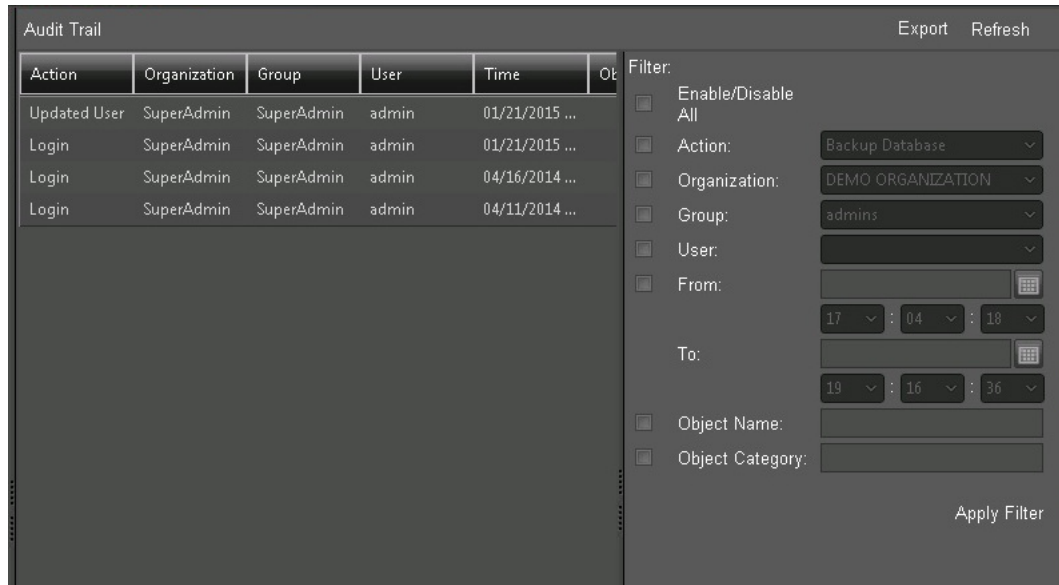 Audit Trail Export Refresh
Action Organization Group User Time Ob
Updated User SuperAdmin SuperAdmin admin 01/21/2015 ...
Login SuperAdmin SuperAdmin admin 01/21/2015 ...
Login SuperAdmin SuperAdmin admin 04/16/2014 ...
Login SuperAdmin SuperAdmin admin 04/11/2014 ...
Filter:
Enable/Disable
All
Action: Backup Database
Organization: DEMO ORGANIZATION
Group: admins
User:
From:
17 : 04 : 18
To:
19 : 16 : 36
Object Name:
Object Category:
Apply Filter